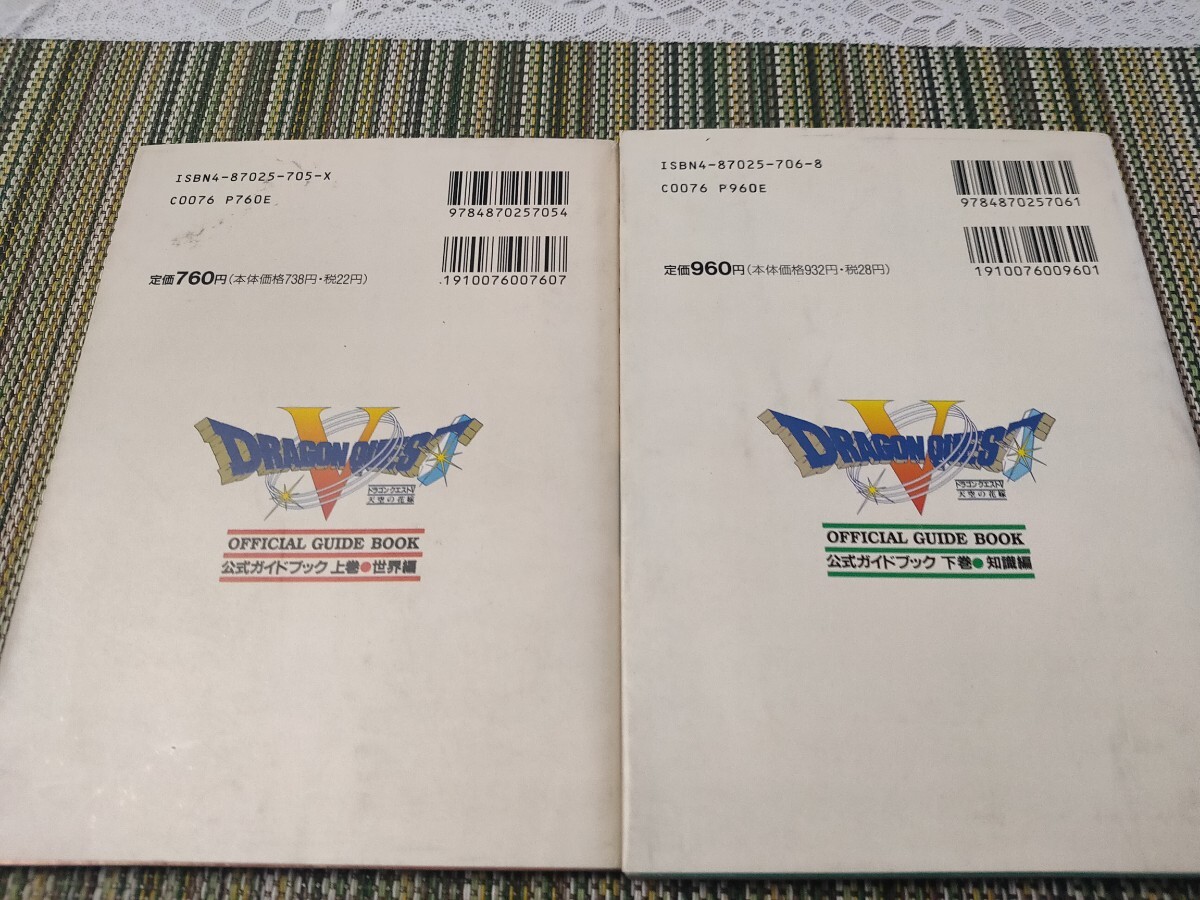 ISBN4-87025-705-X
C0076 P760E
9784870257054
1910076007607
定価760円(本体価格738円・税22円)
DRAGON QUEST
V
ドラゴンクエストV
天空の花嫁
OFFICIAL GUIDE BOOK
公式ガイドブック 上巻●世界編
ISBN4-87025-706-8
C0076 P960E
9784870257061
1910076009601
定価960円(本体価格932円・税28円)
DRAGON QUEST
V
ドラゴンクエストV
天空の花嫁
OFFICIAL GUIDE BOOK
公式ガイドブック 下巻●知識編